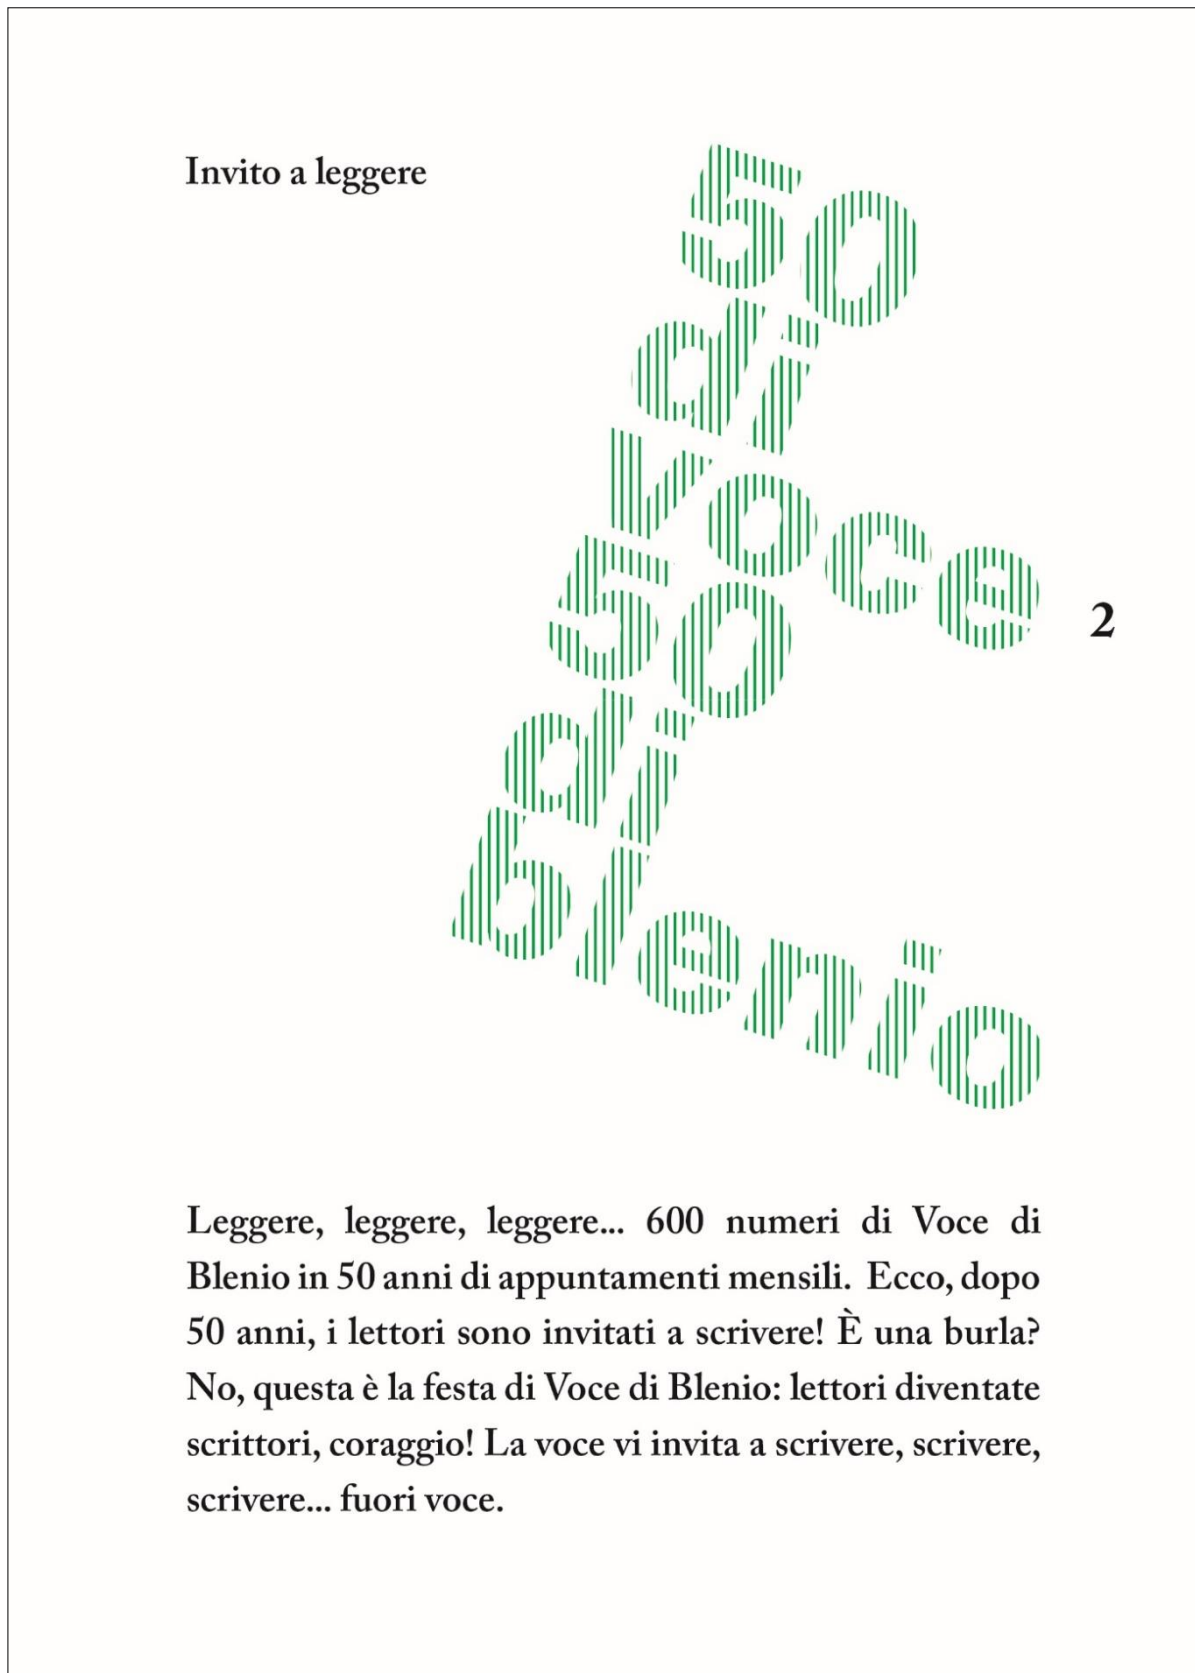 Invito a leggere
50
di
voce
50
di
blenio
2
Leggere, leggere, leggere... 600 numeri di Voce di
Blenio in 50 anni di appuntamenti mensili. Ecco, dopo
50 anni, i lettori sono invitati a scrivere! È una burla?
No, questa è la festa di Voce di Blenio: lettori diventate
scrittori, coraggio! La voce vi invita a scrivere, scrivere,
scrivere... fuori voce.